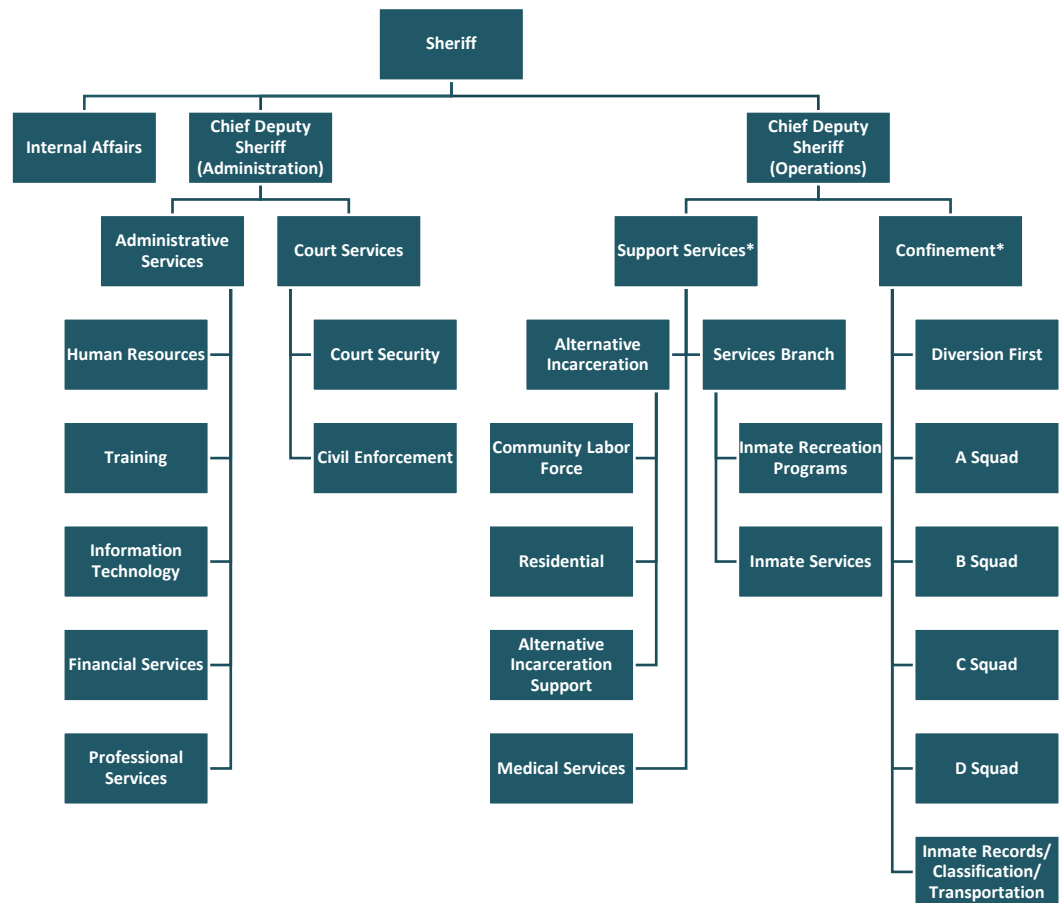 Sheriff
Internal Affairs
Chief Deputy
Sheriff
(Administration)
Chief Deputy
Sheriff
(Operations)
Administrative
Services
Court Services
Support Services*
Confinement*
Human Resources
Court Security
Alternative
Incarceration
Services Branch
Diversion First
Training
Civil Enforcement
Community Labor
Force
Inmate Recreation
Programs
A Squad
Information
Technology
Residential
Inmate Services
B Squad
Financial Services
Alternative
Incarceration
Support
C Squad
Professional
Services
Medical Services
D Squad
Inmate Records/
Classification/
Transportation